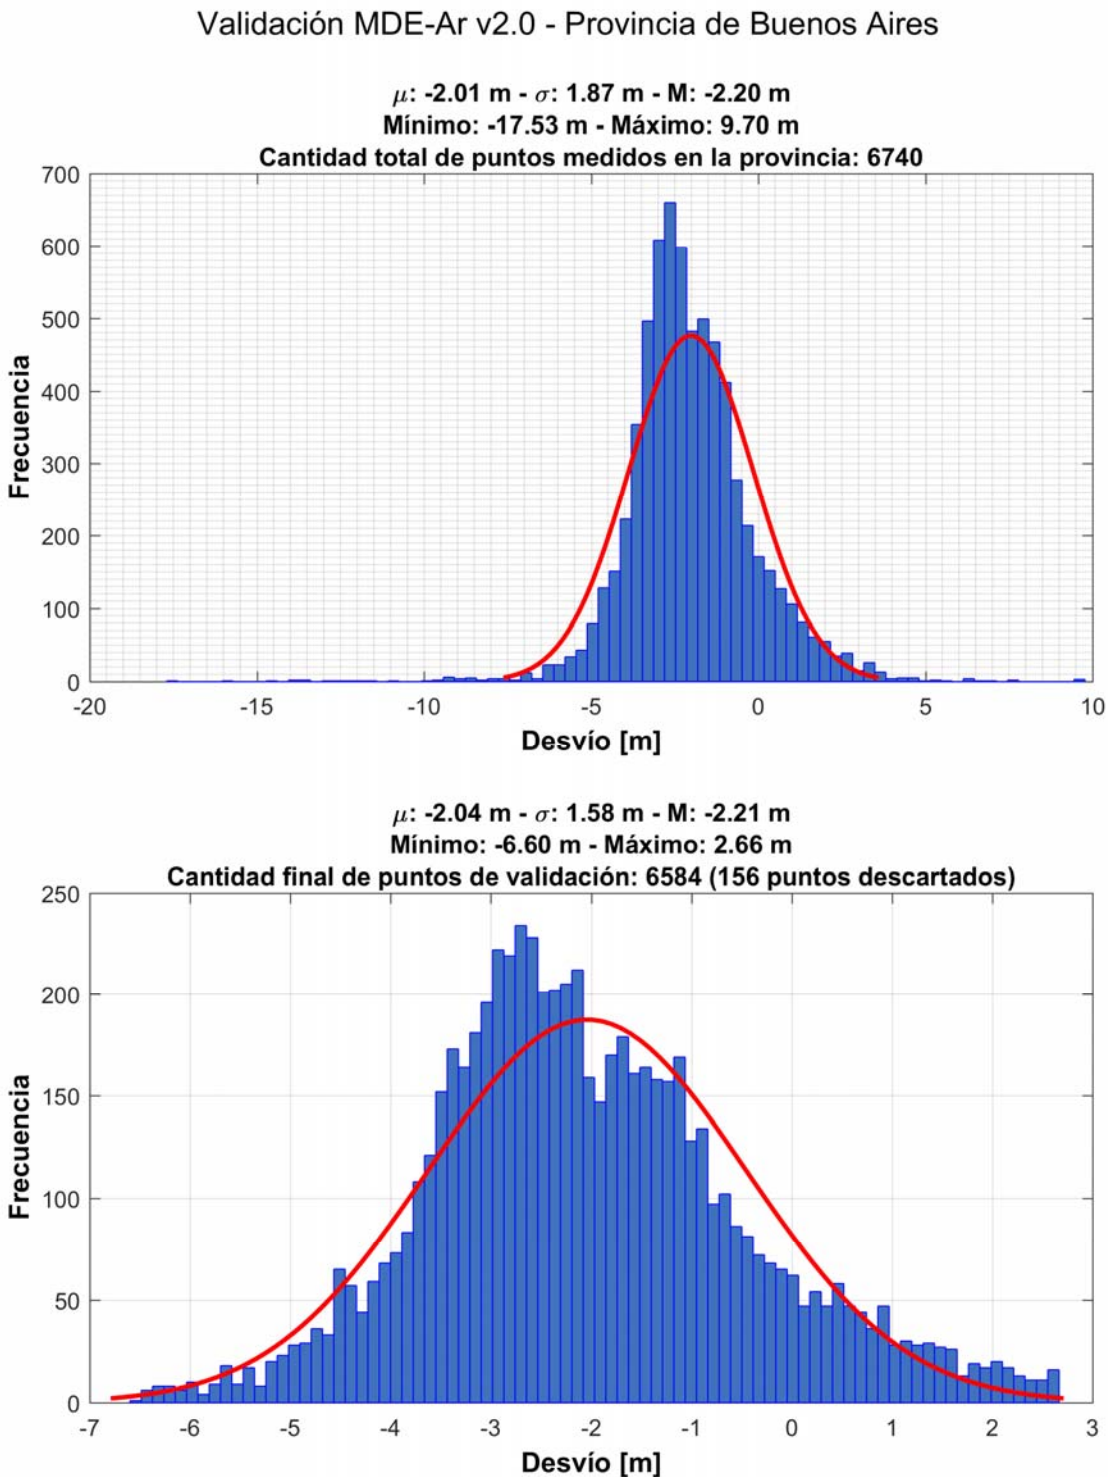 Validación MDE-Ar v2.0 - Provincia de Buenos Aires
μ: -2.01 m - σ: 1.87 m - M: -2.20 m
Mínimo: -17.53 m - Máximo: 9.70 m
Cantidad total de puntos medidos en la provincia: 6740
700
600
500
400
300
200
100
0
Frecuencia
-20 -15 -10 -5 0 5 10
Desvío [m]
μ: -2.04 m - σ: 1.58 m - M: -2.21 m
Mínimo: -6.60 m - Máximo: 2.66 m
Cantidad final de puntos de validación: 6584 (156 puntos descartados)
250
200
150
100
50
0
Frecuencia
-7 -6 -5 -4 -3 -2 -1 0 1 2 3
Desvío [m]